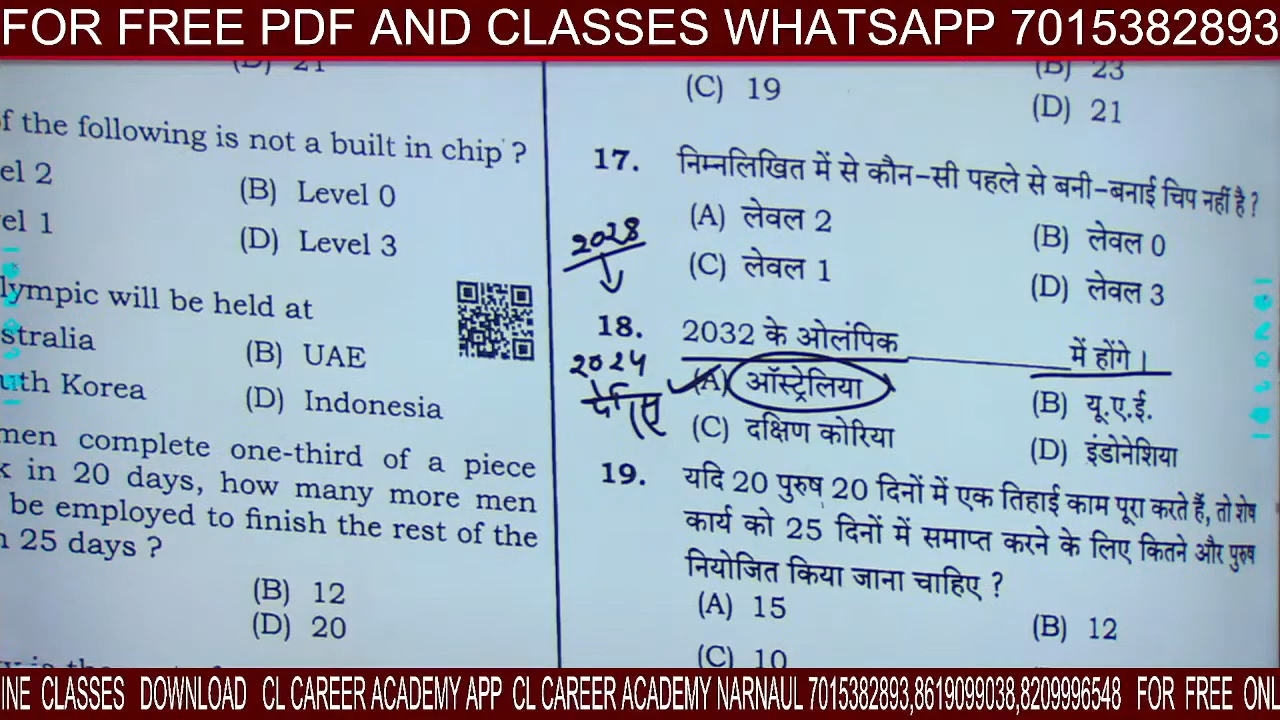 FOR FREE PDF AND CLASSES WHATSAPP 7015382893
(D) 21
f the following is not a built in chip ?
el 2
(B) Level 0
el 1
(D) Level 3
lympic will be held at
stralia
(B) UAE
uth Korea
(D) Indonesia
men complete one-third of a piece
k in 20 days, how many more men
be employed to finish the rest of the
n 25 days ?
(B) 12
(D) 20
(B) 23
(C) 19
(D) 21
17. निम्नलिखित में से कौन-सी पहले से बनी-बनाई चिप नहीं है ?
(A) लेवल 2
(B) लेवल 0
(C) लेवल 1
(D) लेवल 3
2028
18. 2032 के ओलंपिक ________ में होंगे ।
2024
(A) ऑस्ट्रेलिया
(B) यू.ए.ई.
(C) दक्षिण कोरिया
(D) इंडोनेशिया
19. यदि 20 पुरुष 20 दिनों में एक तिहाई काम पूरा करते हैं, तो शेष
कार्य को 25 दिनों में समाप्त करने के लिए कितने और पुरुष
नियोजित किया जाना चाहिए ?
(A) 15
(B) 12
(C) 10
INE CLASSES DOWNLOAD CL CAREER ACADEMY APP CL CAREER ACADEMY NARNAUL 7015382893,8619099038,8209996548 FOR FREE ONL